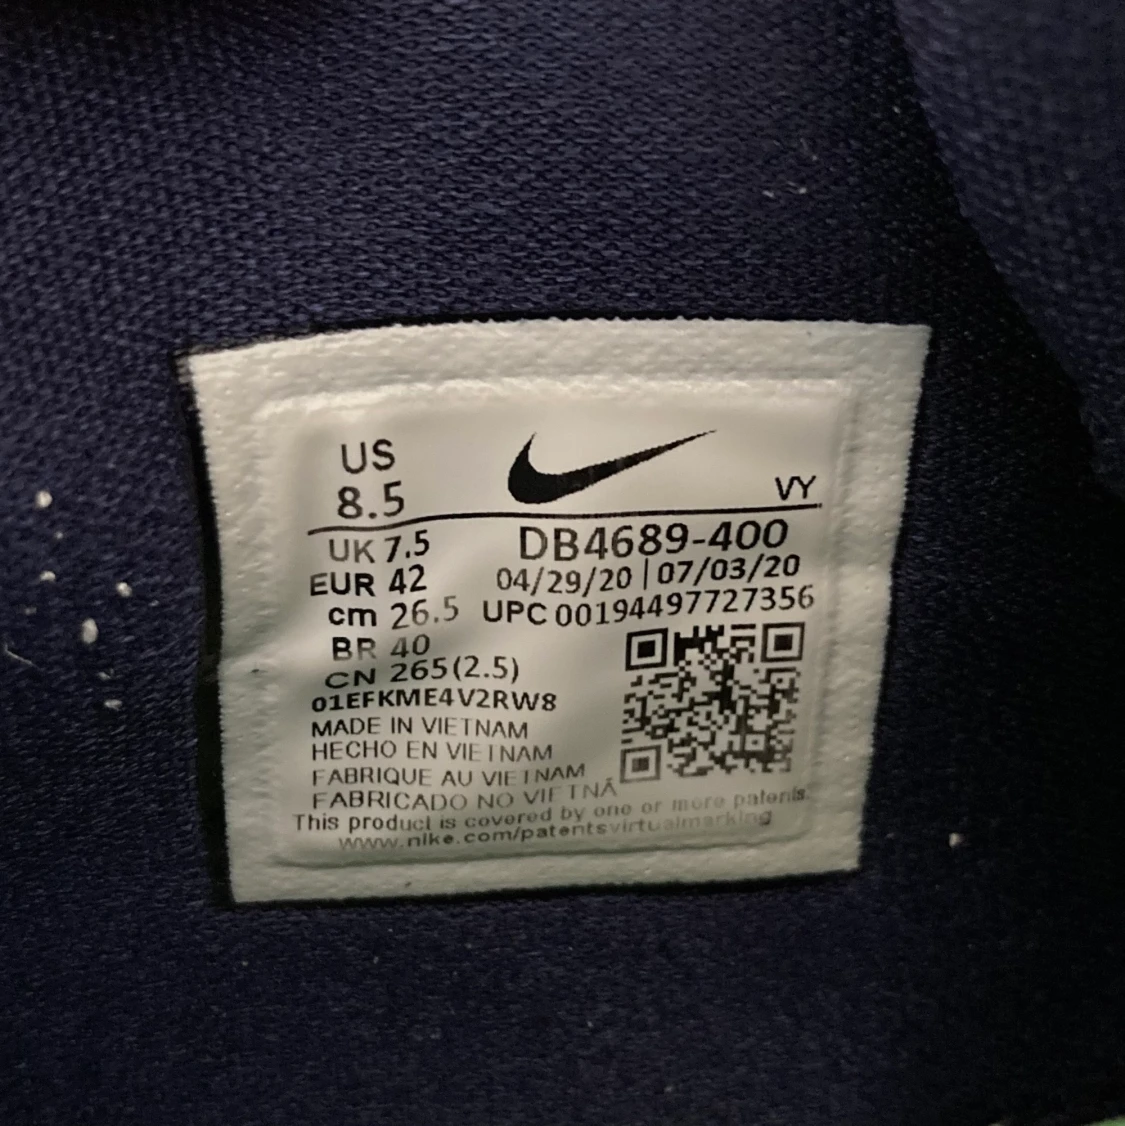 US
8.5
VY
UK 7.5
DB4689-400
EUR 42
04/29/20 | 07/03/20
cm 26.5
UPC 00194497727356
BR 40
CN 265(2.5)
01EFKME4V2RW8
MADE IN VIETNAM
HECHO EN VIETNAM
FABRIQUE AU VIETNAM
FABRICADO NO VIETNÃ
This product is covered by one or more patents.
www.nike.com/patentsvirtualmarking